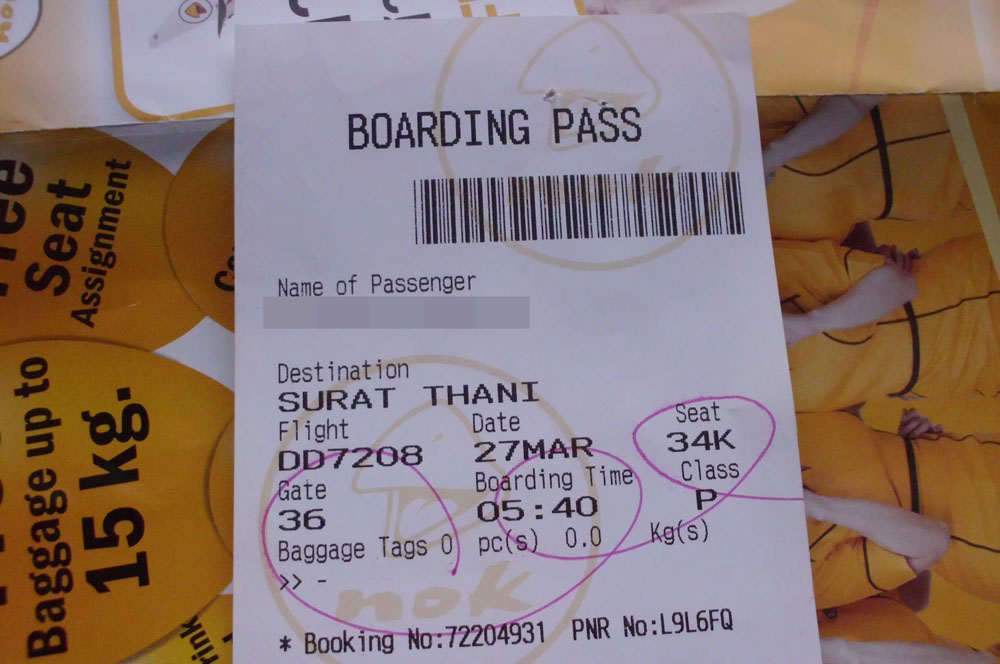 BOARDING PASS
Name of Passenger
Destination
SURAT THANI
Flight Date Seat
DD7208 27MAR 34K
Gate Boarding Time Class
36 05:40 P
Baggage Tags 0 pc(s) 0.0 Kg(s)
>> -
nok
* Booking No:72204931 PNR No:L9L6FQ
Seat
Assignment
Baggage up to
15 kg.